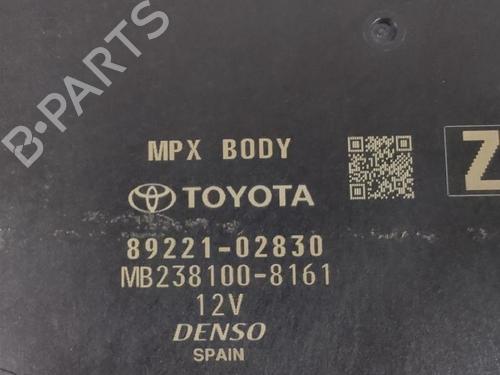 MPX BODY
TOYOTA
Z
89221-02830
MB238100-8161
12V
DENSO
SPAIN
B-PARTS